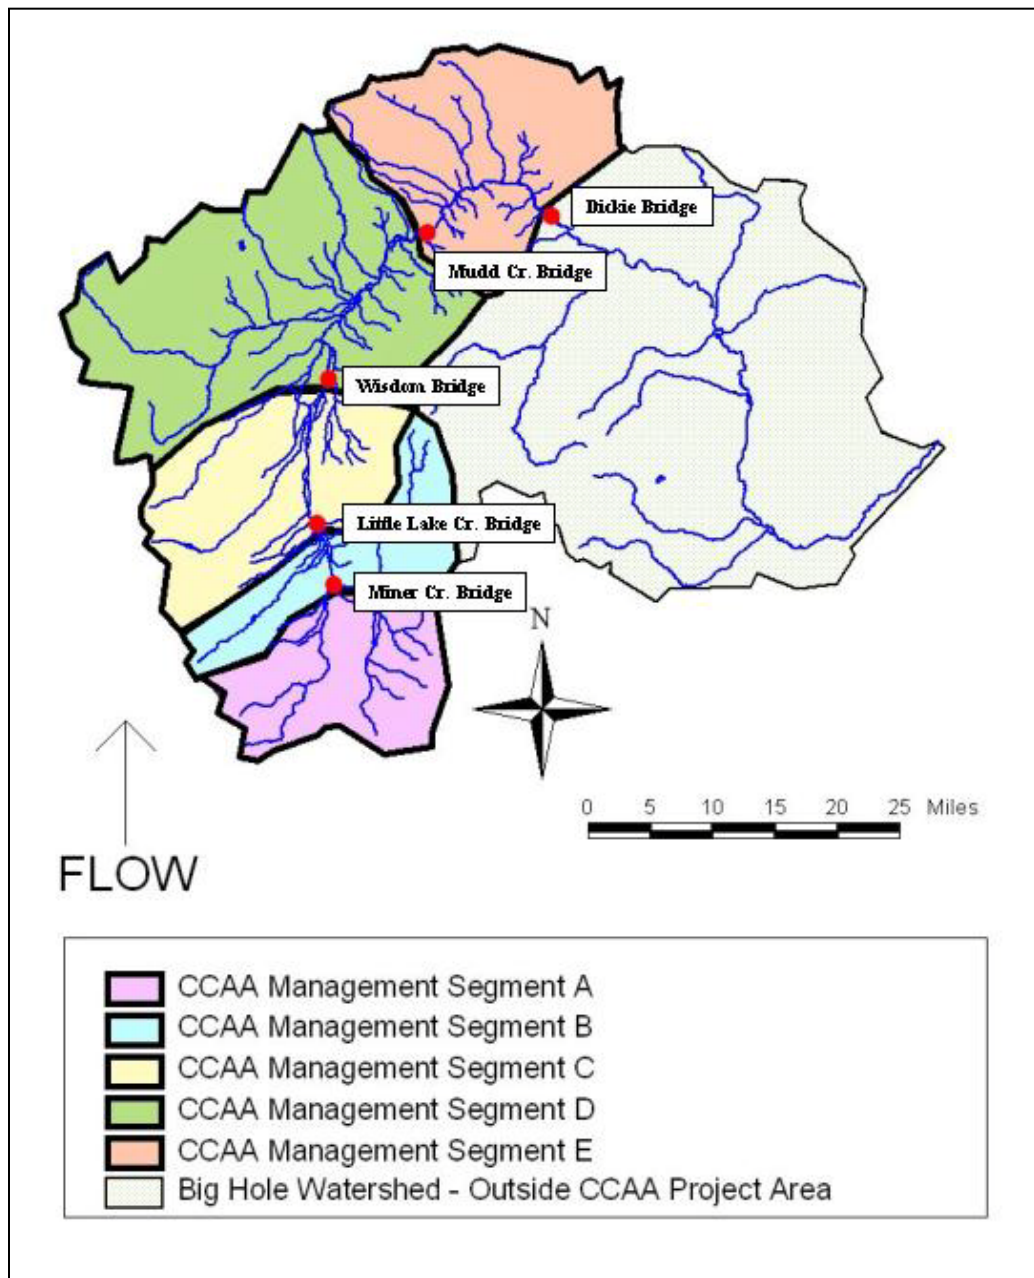 Dickie Bridge
Mudd Cr. Bridge
Wisdom Bridge
Little Lake Cr. Bridge
Miner Cr. Bridge
N
0 5 10 15 20 25 Miles
FLOW
CCAA Management Segment A
CCAA Management Segment B
CCAA Management Segment C
CCAA Management Segment D
CCAA Management Segment E
Big Hole Watershed - Outside CCAA Project Area